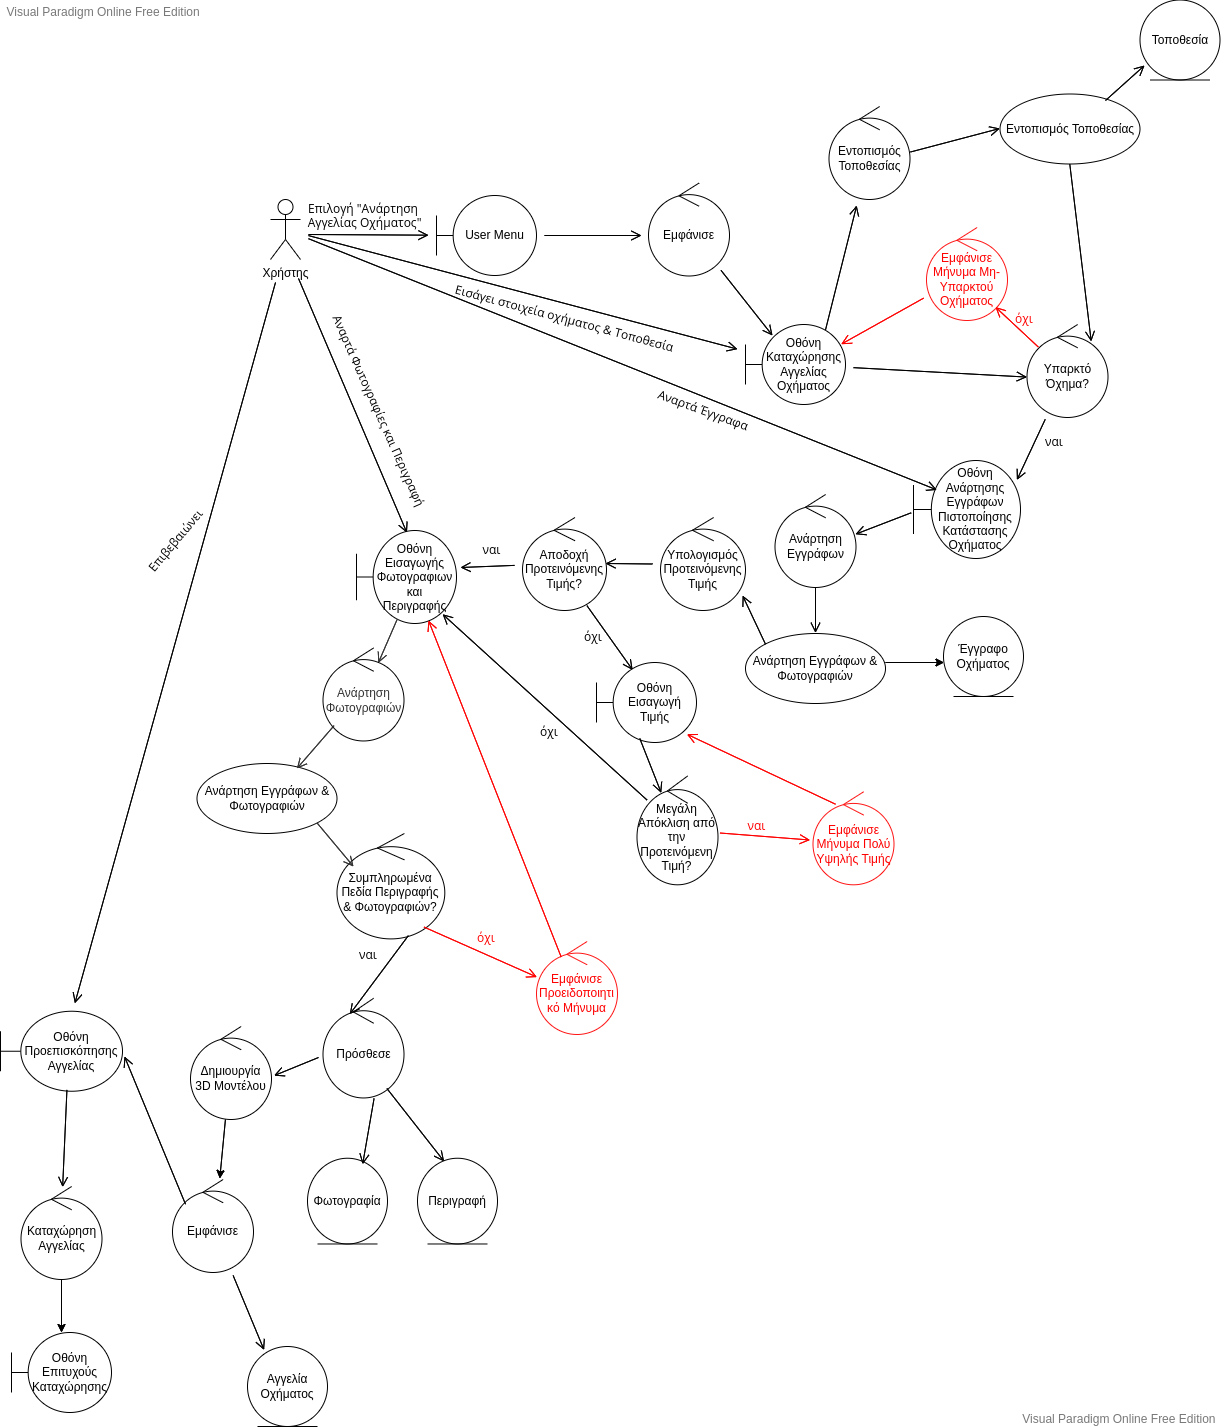 Visual Paradigm Online Free Edition
Τοποθεσία
Εντοπισμός Τοποθεσίας
Εντοπισμός
Τοποθεσίας
Επιλογή "Ανάρτηση
Αγγελίας Οχήματος"
User Menu
Εμφάνισε
Χρήστης
Εμφάνισε
Μήνυμα Μη-
Υπαρκτού
Οχήματος
όχι
Εισάγει στοιχεία οχήματος & Τοποθεσία
Οθόνη
Καταχώρησης
Αγγελίας
Οχήματος
Υπαρκτό
Όχημα?
Αναρτά Φωτογραφίες και Περιγραφή
Αναρτά Έγγραφα
ναι
Οθόνη
Ανάρτησης
Εγγράφων
Πιστοποίησης
Κατάστασης
Οχήματος
Επιβεβαιώνει
Ανάρτηση
Εγγράφων
Οθόνη
Εισαγωγής
Φωτογραφιων
και
Περιγραφής
ναι
Αποδοχή
Προτεινόμενης
Τιμής?
Υπολογισμός
Προτεινόμενης
Τιμής
όχι
Ανάρτηση Εγγράφων &
Φωτογραφιών
Έγγραφο
Οχήματος
Ανάρτηση
Φωτογραφιών
Οθόνη
Εισαγωγή
Τιμής
όχι
Ανάρτηση Εγγράφων &
Φωτογραφιών
Μεγάλη
Απόκλιση από
την
Προτεινόμενη
Τιμή?
ναι
Εμφάνισε
Μήνυμα Πολύ
Υψηλής Τιμής
Συμπληρωμένα
Πεδία Περιγραφής
& Φωτογραφιών?
όχι
ναι
Εμφάνισε
Προειδοποιητι
κό Μήνυμα
Οθόνη
Προεπισκόπησης
Αγγελίας
Δημιουργία
3D Μοντέλου
Πρόσθεσε
Φωτογραφία
Περιγραφή
Καταχώρηση
Αγγελίας
Εμφάνισε
Οθόνη
Επιτυχούς
Καταχώρησης
Αγγελία
Οχήματος
Visual Paradigm Online Free Edition